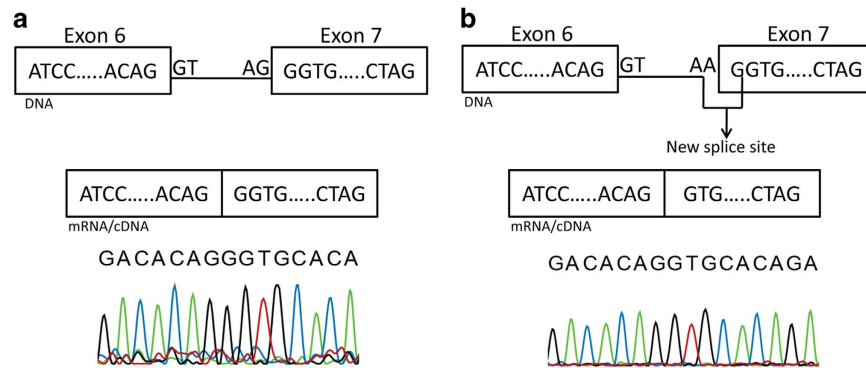 a
Exon 6 Exon 7
GT AG
ATCC.....ACAG GGTG.....CTAG
DNA
ATCC.....ACAG GGTG.....CTAG
mRNA/cDNA
GACACAGGGTGCACA
b
Exon 6 Exon 7
GT AA
ATCC.....ACAG GGTG.....CTAG
DNA
New splice site
ATCC.....ACAG GTG.....CTAG
mRNA/cDNA
GACACAGGTGCACAGA